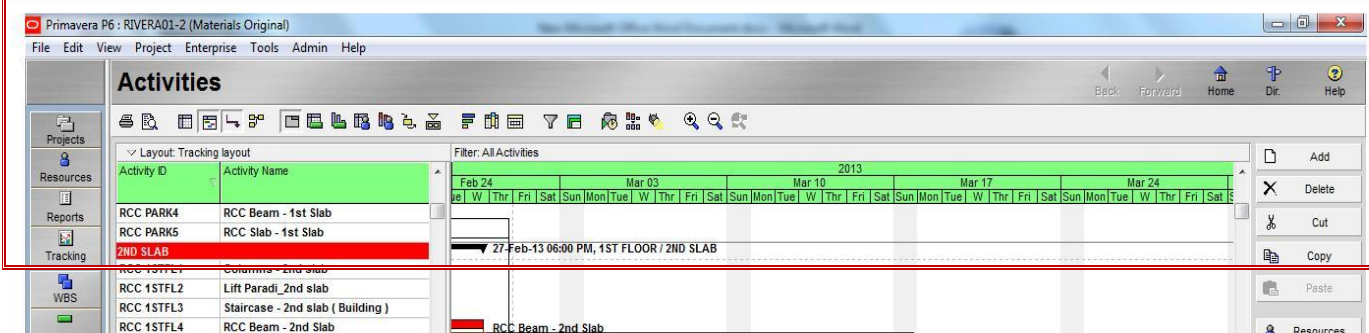 Primavera P6 : RIVERA01-2 (Materials Original)
File Edit View Project Enterprise Tools Admin Help
Activities
Back Forward Home Dir. Help
Projects
Resources
Reports
Tracking
WBS
Layout: Tracking layout
Filter: All Activities
Activity ID Activity Name
2013
Feb 24 Mar 03 Mar 10 Mar 17 Mar 24
W Thr Fri Sat Sun Mon Tue W Thr Fri Sat Sun Mon Tue W Thr Fri Sat Sun Mon Tue W Thr Fri Sat Sun Mon Tue W Thr Fri Sat
RCC PARK4 RCC Beam - 1st Slab
RCC PARK5 RCC Slab - 1st Slab
2ND SLAB
27-Feb-13 06:00 PM, 1ST FLOOR / 2ND SLAB
RCC 1STFL1 Columns - 2nd slab
RCC 1STFL2 Lift Paradi_2nd slab
RCC 1STFL3 Staircase - 2nd slab ( Building )
RCC 1STFL4 RCC Beam - 2nd Slab
RCC Beam - 2nd Slab
Add
Delete
Cut
Copy
Paste
Resources